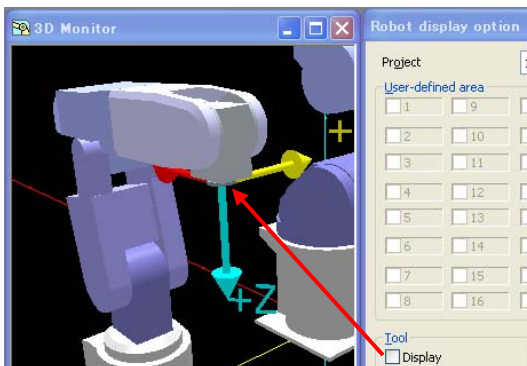 3D Monitor
+
+Z
Robot display option
Project
User-defined area
1 9
2 10
3 11
4 12
5 13
6 14
7 15
8 16
Tool
Display